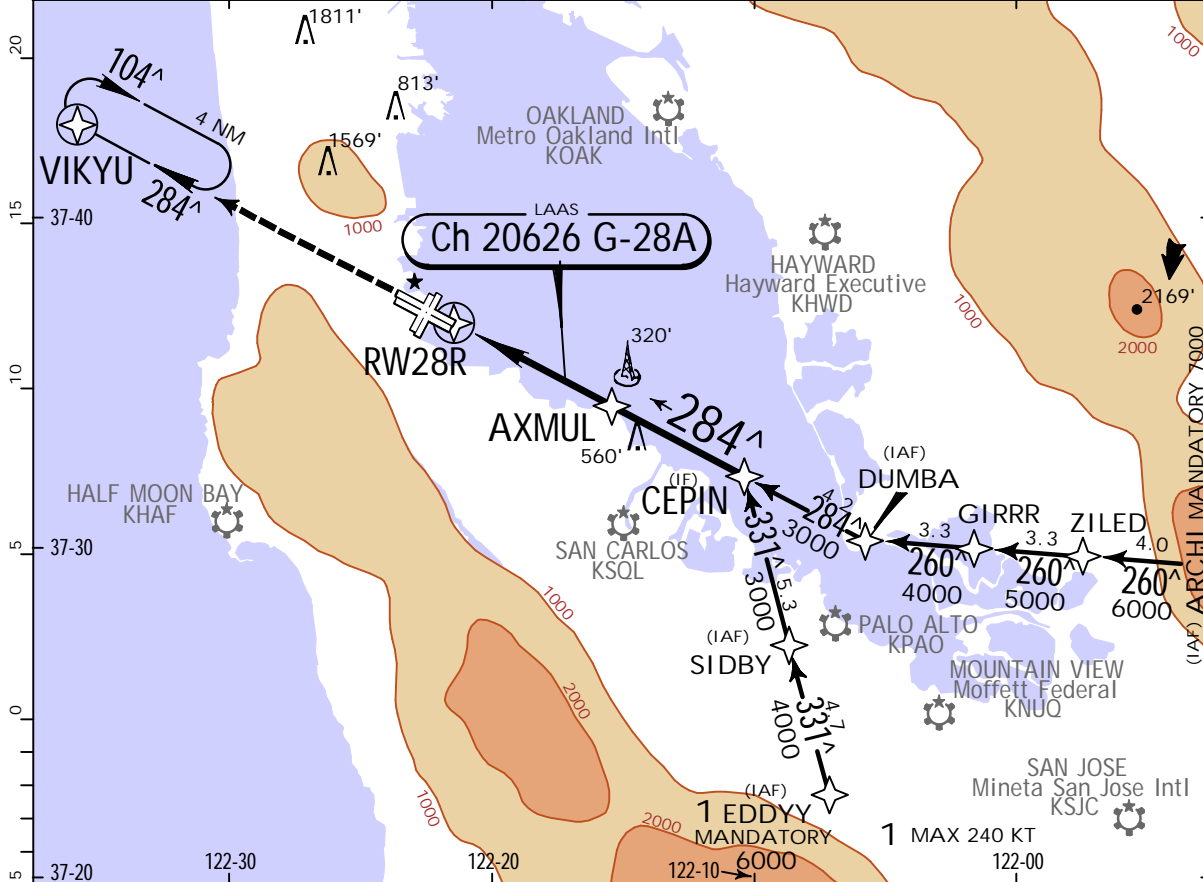 1811'
1000
20
104^
813'
4 NM
OAKLAND
Metro Oakland Intl
KOAK
1569'
VIKYU
284^
15
37-40
1000
LAAS
Ch 20626 G-28A
HAYWARD
Hayward Executive
KHWD
2169'
1000
2000
320'
RW28R
10
AXMUL
284^
560'
(IAF)
DUMBA
(IF)
CEPIN
HALF MOON BAY
KHAF
4.2
284^
3000
GIRRR
ZILED
3.3
3.3
4.0
260^
260^
260^
4000
5000
6000
(IAF) ARCHI MANDATORY 7000
5
37-30
SAN CARLOS
KSQL
331^
5.3
3000
1000
PALO ALTO
KPAO
(IAF)
SIDBY
MOUNTAIN VIEW
Moffett Federal
KNUQ
2000
0
4.7
331^
4000
SAN JOSE
Mineta San Jose Intl
KSJC
(IAF)
1 EDDYY
MANDATORY
6000
1 MAX 240 KT
1000
2000
5
37-20
122-30
122-20
122-10
122-00